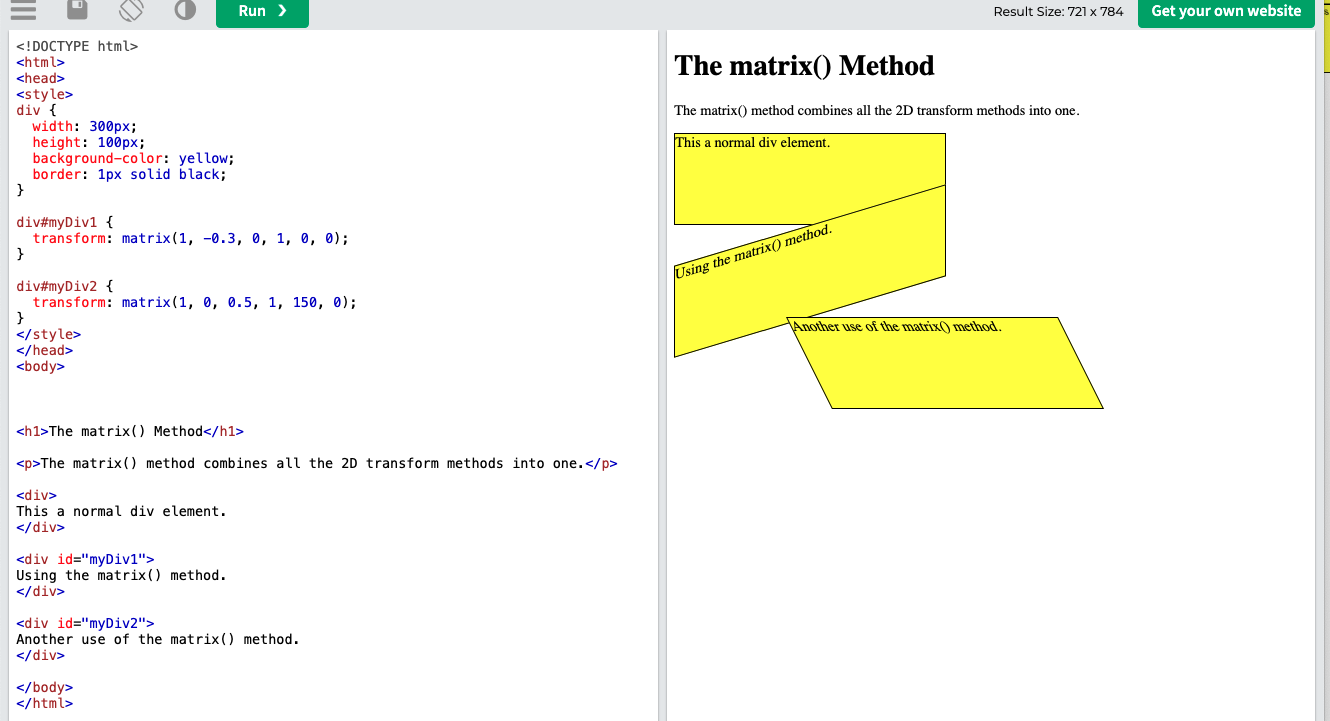 Run ❯
Result Size: 721 x 784
Get your own website
<!DOCTYPE html>
<html>
<head>
<style>
div {
  width: 300px;
  height: 100px;
  background-color: yellow;
  border: 1px solid black;
}
div#myDiv1 {
  transform: matrix(1, -0.3, 0, 1, 0, 0);
}
div#myDiv2 {
  transform: matrix(1, 0, 0.5, 1, 150, 0);
}
</style>
</head>
<body>
<h1>The matrix() Method</h1>
<p>The matrix() method combines all the 2D transform methods into one.</p>
<div>
This a normal div element.
</div>
<div id="myDiv1">
Using the matrix() method.
</div>
<div id="myDiv2">
Another use of the matrix() method.
</div>
</body>
</html>
The matrix() Method
The matrix() method combines all the 2D transform methods into one.
This a normal div element.
Using the matrix() method.
Another use of the matrix() method.